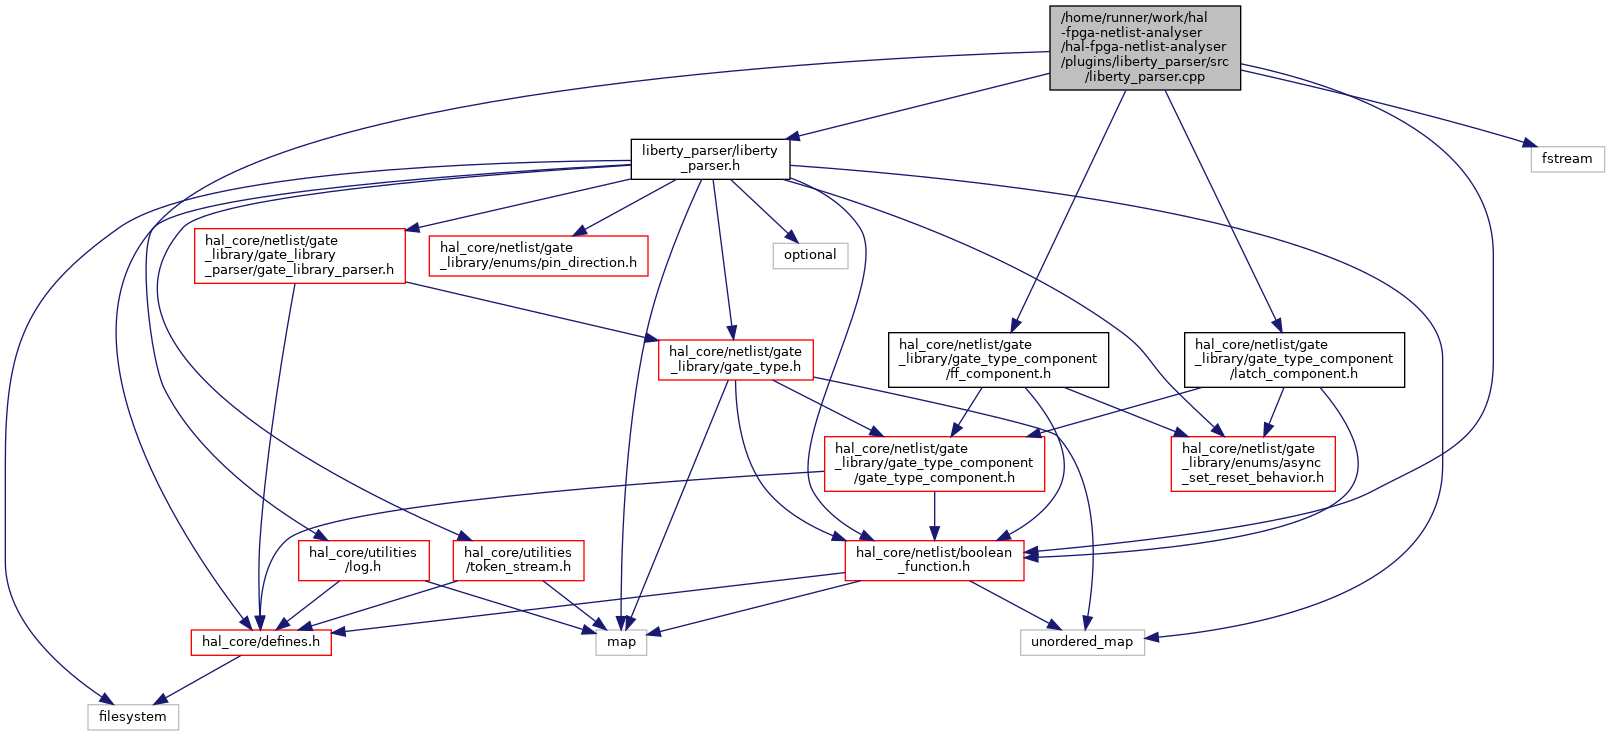 /home/runner/work/hal
-fpga-netlist-analyser
/hal-fpga-netlist-analyser
/plugins/liberty_parser/src
/liberty_parser.cpp
liberty_parser/liberty
_parser.h
fstream
hal_core/netlist/gate
_library/gate_library
_parser/gate_library_parser.h
hal_core/netlist/gate
_library/enums/pin_direction.h
optional
hal_core/netlist/gate
_library/gate_type.h
hal_core/netlist/gate
_library/gate_type_component
/ff_component.h
hal_core/netlist/gate
_library/gate_type_component
/latch_component.h
hal_core/netlist/gate
_library/gate_type_component
/gate_type_component.h
hal_core/netlist/gate
_library/enums/async
_set_reset_behavior.h
hal_core/utilities
/log.h
hal_core/utilities
/token_stream.h
hal_core/netlist/boolean
_function.h
hal_core/defines.h
map
unordered_map
filesystem